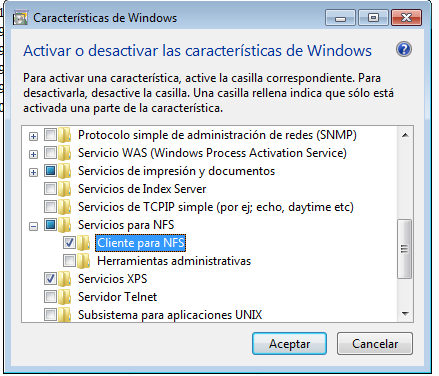 Características de Windows
Activar o desactivar las características de Windows
Para activar una característica, active la casilla correspondiente. Para
desactivarla, desactive la casilla. Una casilla rellena indica que sólo está
activada una parte de la característica.
Protocolo simple de administración de redes (SNMP)
Servicio WAS (Windows Process Activation Service)
Servicios de impresión y documentos
Servicios de Index Server
Servicios de TCPIP simple (por ej; echo, daytime etc)
Servicios para NFS
Cliente para NFS
Herramientas administrativas
Servicios XPS
Servidor Telnet
Subsistema para aplicaciones UNIX
Aceptar
Cancelar